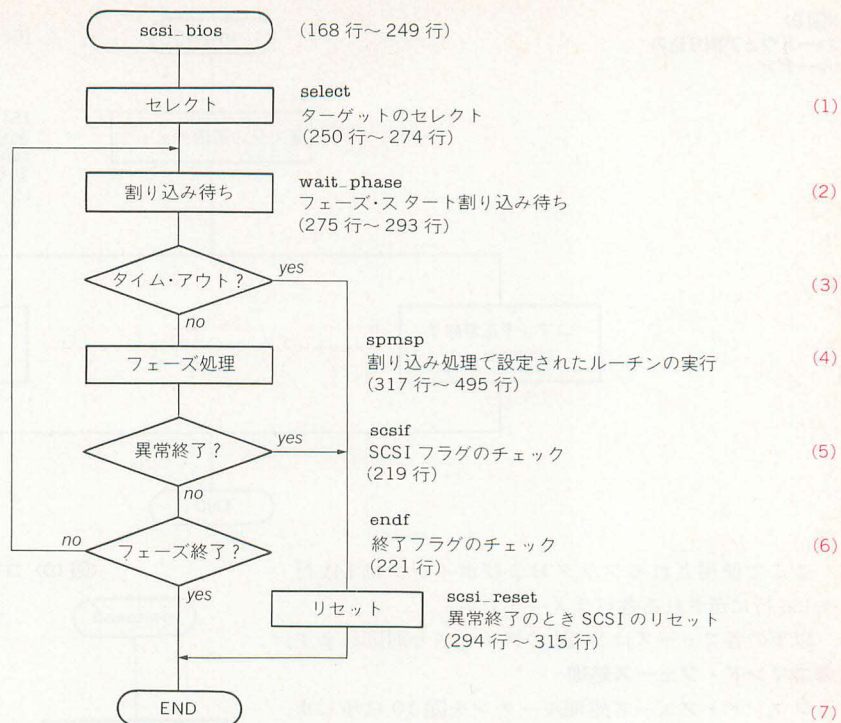 scsi_bios
(168 行～ 249 行)
セレクト
select
ターゲットのセレクト
(250 行～ 274 行)
(1)
割り込み待ち
wait_phase
フェーズ・スタート割り込み待ち
(275 行～ 293 行)
(2)
タイム・アウト?
yes
no
(3)
フェーズ処理
spmsp
割り込み処理で設定されたルーチンの実行
(317 行～ 495 行)
(4)
異常終了?
yes
no
scsif
SCSI フラグのチェック
(219 行)
(5)
フェーズ終了?
no
yes
endf
終了フラグのチェック
(221 行)
(6)
リセット
scsi_reset
異常終了のとき SCSI のリセット
(294 行～ 315 行)
END
(7)